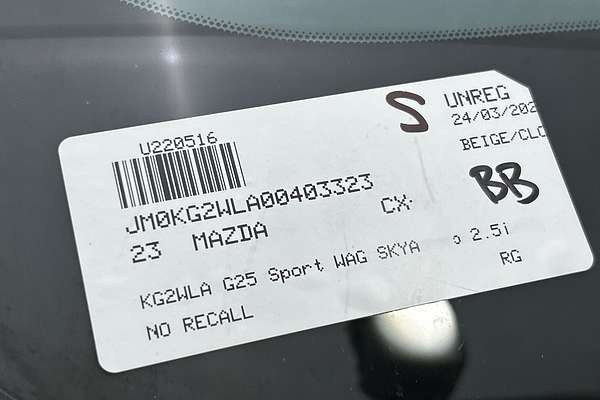 S UNREG
U220516 24/03/202
BEIGE/CLO
JM0KG2WLA00403323 BB
23 MAZDA CX-
KG2WLA G25 Sport WAG SKYA o 2.5i
NO RECALL RG